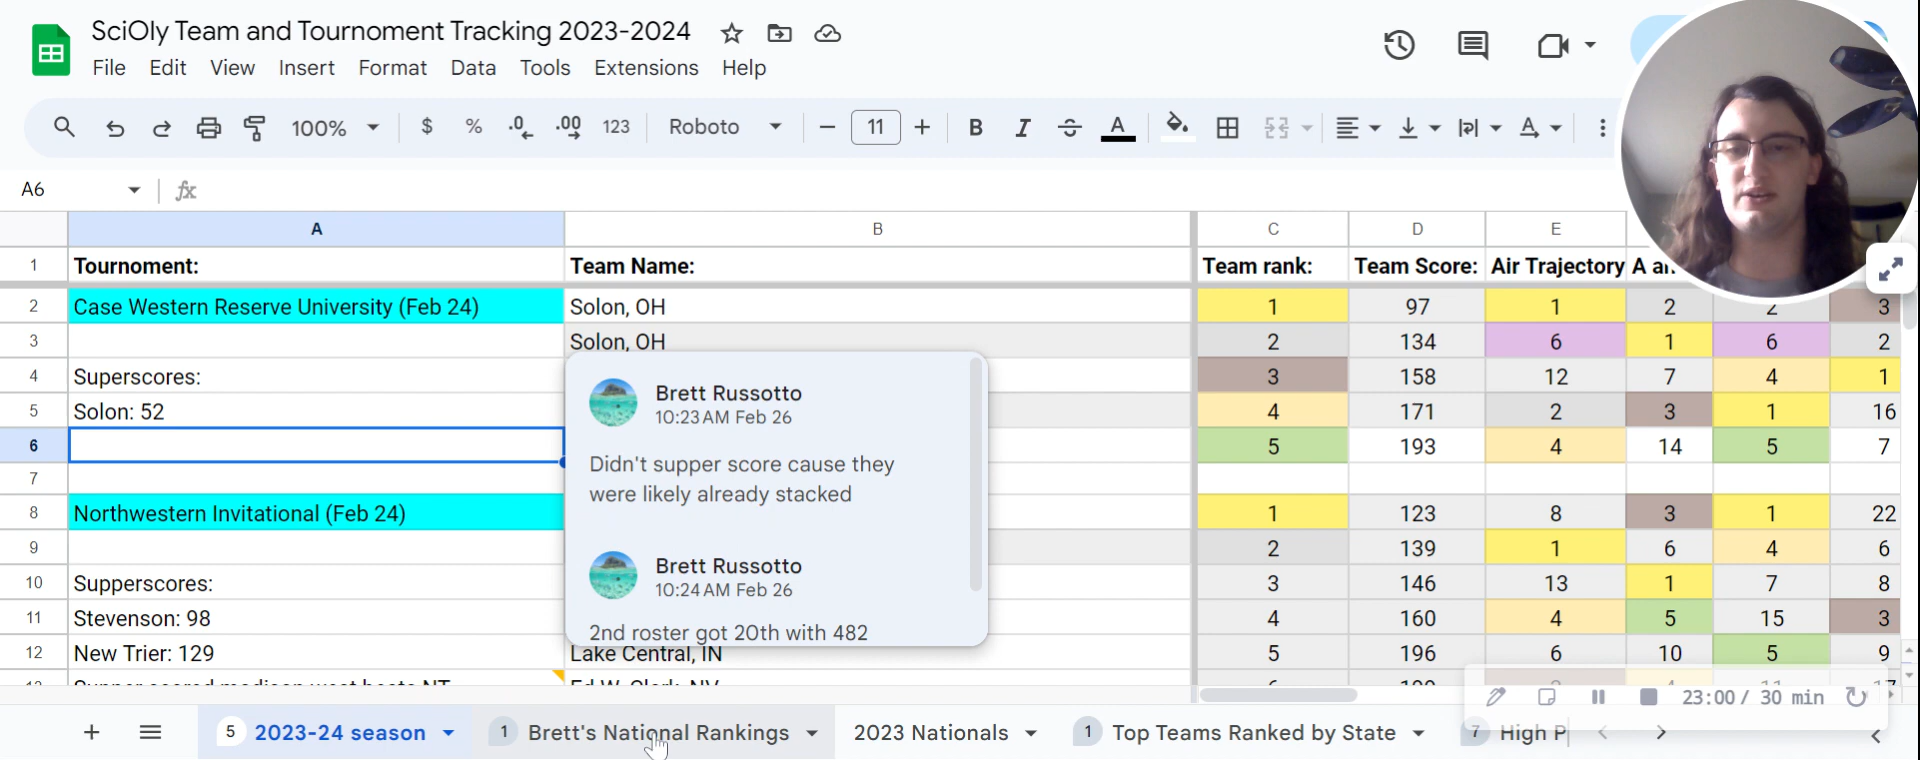 SciOly Team and Tournoment Tracking 2023-2024
File Edit View Insert Format Data Tools Extensions Help
100% $ % .0 .00 123 Roboto 11 B I A
A6 fx
A B C D E
1 Tournoment: Team Name: Team rank: Team Score: Air Trajectory A an
2 Case Western Reserve University (Feb 24) Solon, OH 1 97 1 2 2 3
3 Solon, OH 2 134 6 1 6 2
4 Superscores: 3 158 12 7 4 1
5 Solon: 52 4 171 2 3 1 16
6 5 193 4 14 5 7
7
8 Northwestern Invitational (Feb 24) 1 123 8 3 1 22
9 2 139 1 6 4 6
10 Supperscores: 3 146 13 1 7 8
11 Stevenson: 98 4 160 4 5 15 3
12 New Trier: 129 Lake Central, IN 5 196 6 10 5 9
Brett Russotto
10:23 AM Feb 26
Didn't supper score cause they
were likely already stacked
Brett Russotto
10:24 AM Feb 26
2nd roster got 20th with 482
23:00 / 30 min
5 2023-24 season 1 Brett's National Rankings 2023 Nationals 1 Top Teams Ranked by State 7 High P